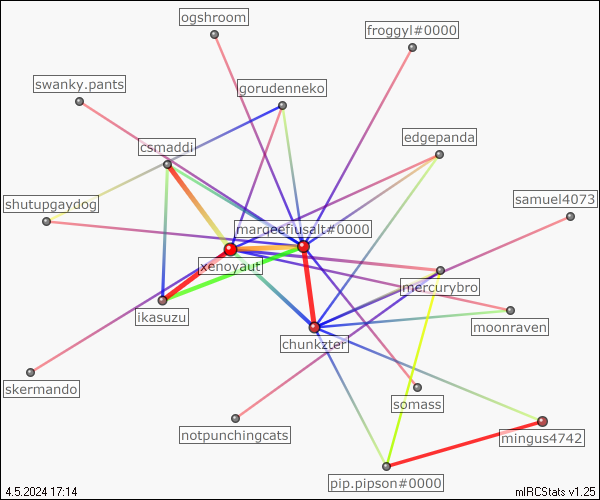 ogshroom
froggyl#0000
swanky.pants
gorudenneko
edgepanda
csmaddi
samuel4073
shutupgaydog
marqeefiusalt#0000
xenoyaut
mercurybro
ikasuzu
moonraven
chunkzter
skermando
somass
notpunchingcats
mingus4742
pip.pipson#0000
4.5.2024 17:14
mIRCStats v1.25